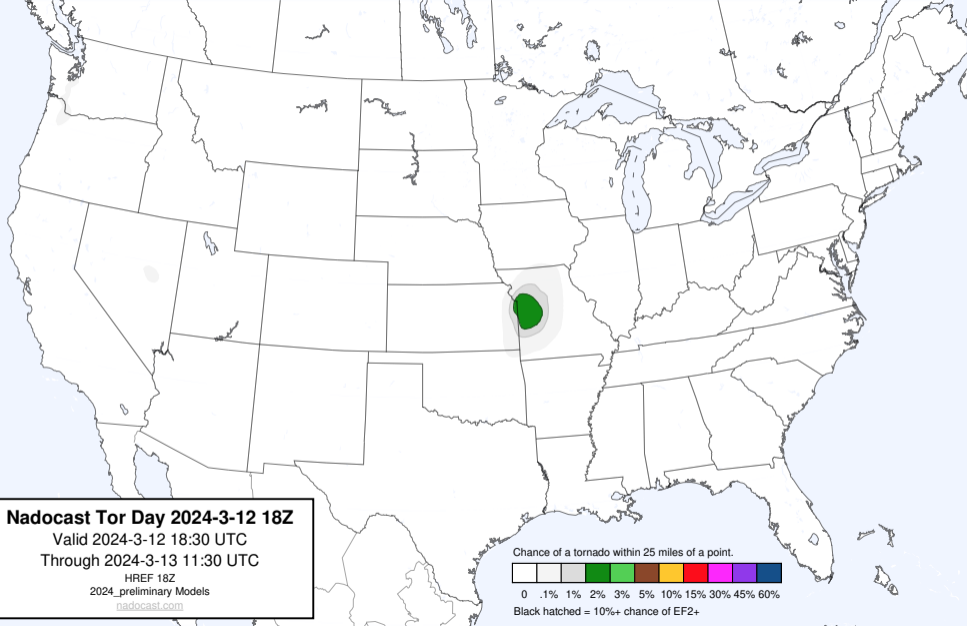 Nadocast Tor Day 2024-3-12 18Z
Valid 2024-3-12 18:30 UTC
Through 2024-3-13 11:30 UTC
HREF 18Z
2024_preliminary Models
nadocast.com
Chance of a tornado within 25 miles of a point.
0 .1% 1% 2% 3% 5% 10% 15% 30% 45% 60%
Black hatched = 10%+ chance of EF2+